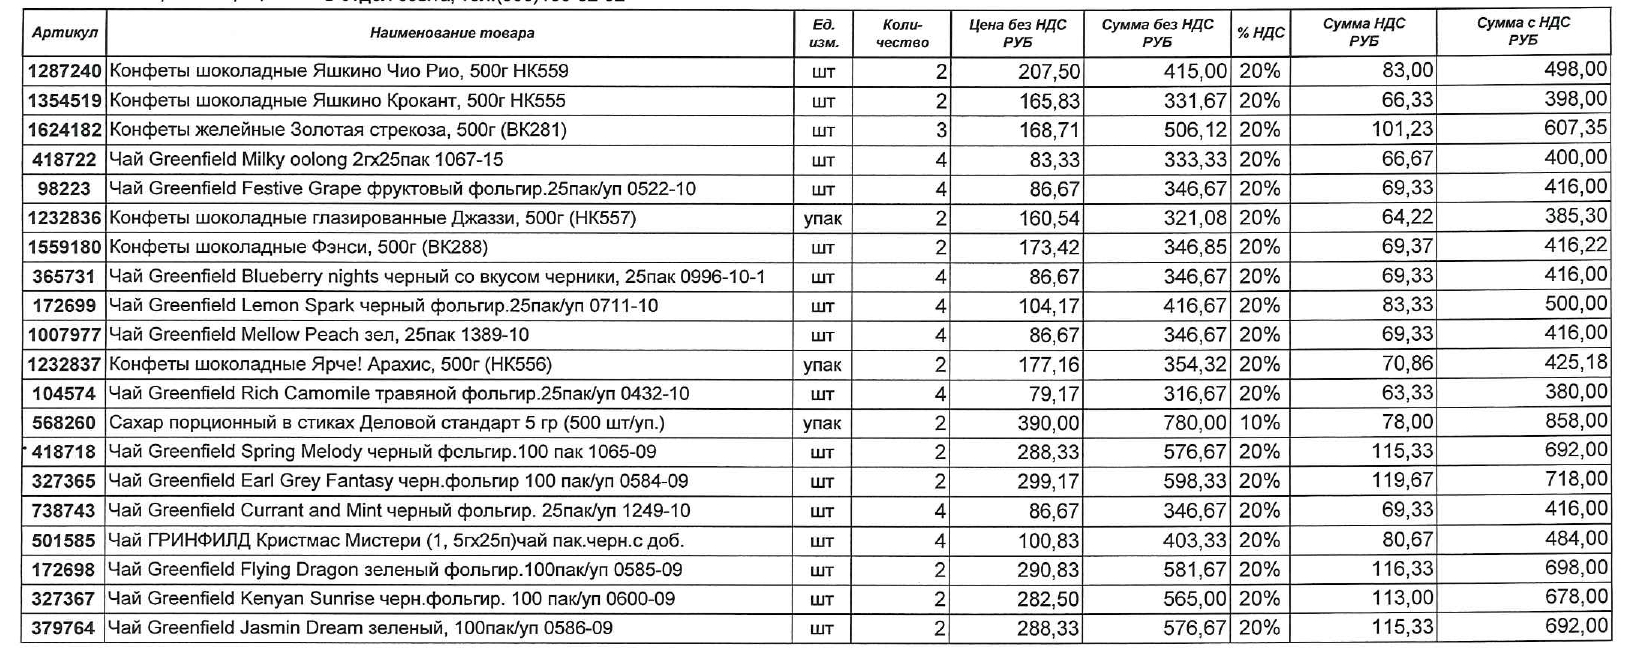 Артикул Наименование товара Ед. изм. Коли-чество Цена без НДС РУБ Сумма без НДС РУБ % НДС Сумма НДС РУБ Сумма с НДС РУБ
1287240 Конфеты шоколадные Яшкино Чио Рио, 500г НК559 шт 2 207,50 415,00 20% 83,00 498,00
1354519 Конфеты шоколадные Яшкино Крокант, 500г НК555 шт 2 165,83 331,67 20% 66,33 398,00
1624182 Конфеты желейные Золотая стрекоза, 500г (ВК281) шт 3 168,71 506,12 20% 101,23 607,35
418722 Чай Greenfield Milky oolong 2гх25пак 1067-15 шт 4 83,33 333,33 20% 66,67 400,00
98223 Чай Greenfield Festive Grape фруктовый фольгир.25пак/уп 0522-10 шт 4 86,67 346,67 20% 69,33 416,00
1232836 Конфеты шоколадные глазированные Джаззи, 500г (НК557) упак 2 160,54 321,08 20% 64,22 385,30
1559180 Конфеты шоколадные Фэнси, 500г (ВК288) шт 2 173,42 346,85 20% 69,37 416,22
365731 Чай Greenfield Blueberry nights черный со вкусом черники, 25пак 0996-10-1 шт 4 86,67 346,67 20% 69,33 416,00
172699 Чай Greenfield Lemon Spark черный фольгир.25пак/уп 0711-10 шт 4 104,17 416,67 20% 83,33 500,00
1007977 Чай Greenfield Mellow Peach зел, 25пак 1389-10 шт 4 86,67 346,67 20% 69,33 416,00
1232837 Конфеты шоколадные Ярче! Арахис, 500г (НК556) упак 2 177,16 354,32 20% 70,86 425,18
104574 Чай Greenfield Rich Camomile травяной фольгир.25пак/уп 0432-10 шт 4 79,17 316,67 20% 63,33 380,00
568260 Сахар порционный в стиках Деловой стандарт 5 гр (500 шт/уп.) упак 2 390,00 780,00 10% 78,00 858,00
418718 Чай Greenfield Spring Melody черный фольгир.100 пак 1065-09 шт 2 288,33 576,67 20% 115,33 692,00
327365 Чай Greenfield Earl Grey Fantasy черн.фольгир 100 пак/уп 0584-09 шт 2 299,17 598,33 20% 119,67 718,00
738743 Чай Greenfield Currant and Mint черный фольгир. 25пак/уп 1249-10 шт 4 86,67 346,67 20% 69,33 416,00
501585 Чай ГРИНФИЛД Кристмас Мистери (1, 5гх25п)чай пак.черн.с доб. шт 4 100,83 403,33 20% 80,67 484,00
172698 Чай Greenfield Flying Dragon зеленый фольгир.100пак/уп 0585-09 шт 2 290,83 581,67 20% 116,33 698,00
327367 Чай Greenfield Kenyan Sunrise черн.фольгир. 100 пак/уп 0600-09 шт 2 282,50 565,00 20% 113,00 678,00
379764 Чай Greenfield Jasmin Dream зеленый, 100пак/уп 0586-09 шт 2 288,33 576,67 20% 115,33 692,00